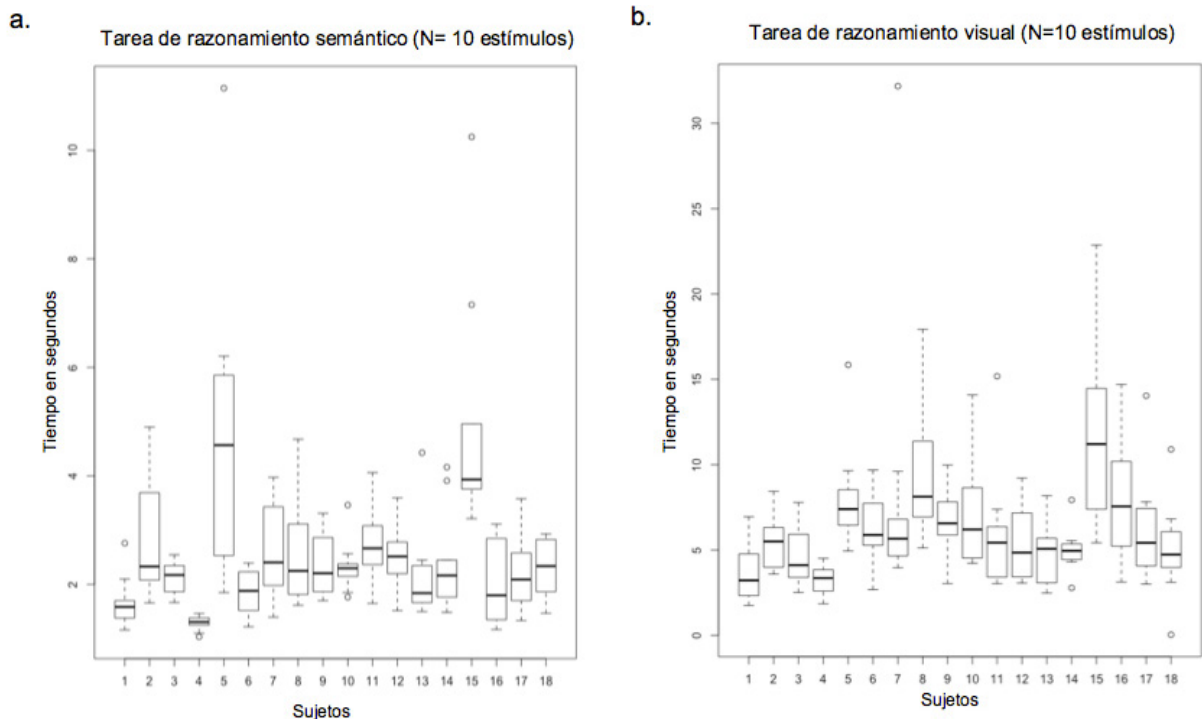 a.
Tarea de razonamiento semántico (N= 10 estímulos)
Tiempo en segundos
10
8
6
4
2
1 2 3 4 5 6 7 8 9 10 11 12 13 14 15 16 17 18
Sujetos
b.
Tarea de razonamiento visual (N=10 estímulos)
Tiempo en segundos
30
25
20
15
10
5
0
1 2 3 4 5 6 7 8 9 10 11 12 13 14 15 16 17 18
Sujetos